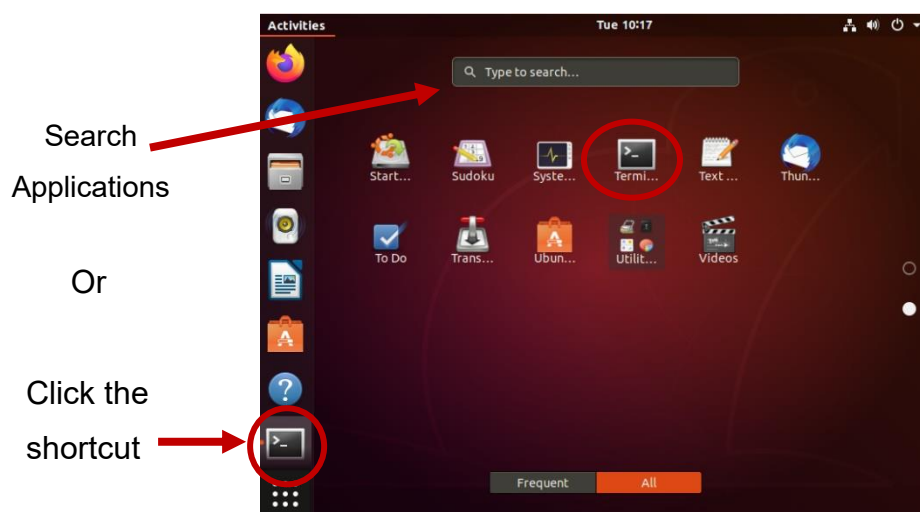 Activities
Tue 10:17
Type to search...
Search
Applications
Start...
Sudoku
Syste...
Termi...
Text ...
Thun...
To Do
Trans...
Ubun...
Utilit...
Videos
Or
Click the
shortcut
Frequent
All